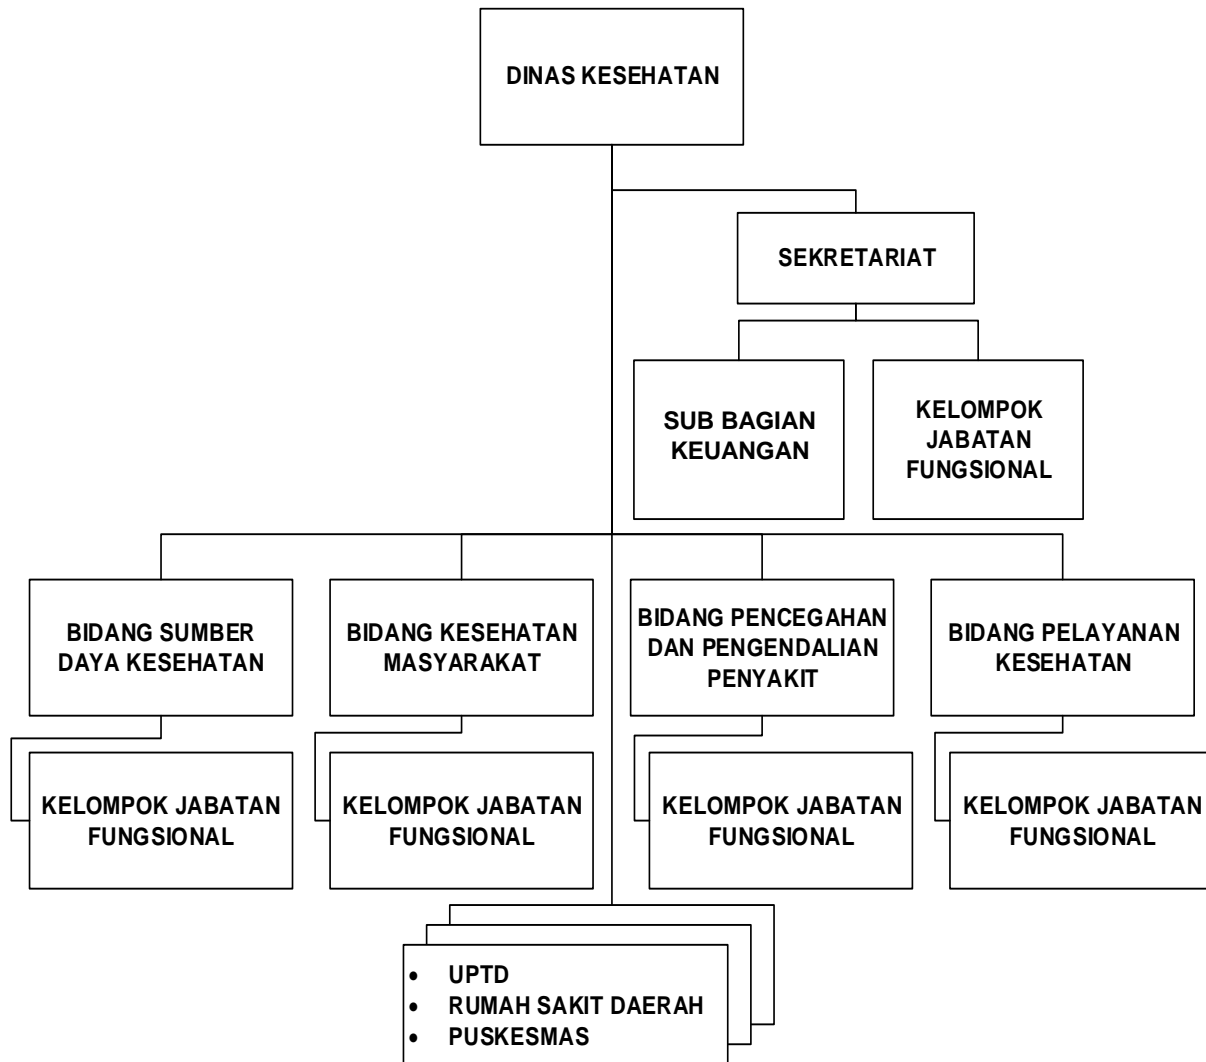 DINAS KESEHATAN
SEKRETARIAT
SUB BAGIAN
KEUANGAN
KELOMPOK
JABATAN
FUNGSIONAL
BIDANG SUMBER
DAYA KESEHATAN
BIDANG KESEHATAN
MASYARAKAT
BIDANG PENCEGAHAN
DAN PENGENDALIAN
PENYAKIT
BIDANG PELAYANAN
KESEHATAN
KELOMPOK JABATAN
FUNGSIONAL
KELOMPOK JABATAN
FUNGSIONAL
KELOMPOK JABATAN
FUNGSIONAL
KELOMPOK JABATAN
FUNGSIONAL
• UPTD
• RUMAH SAKIT DAERAH
• PUSKESMAS